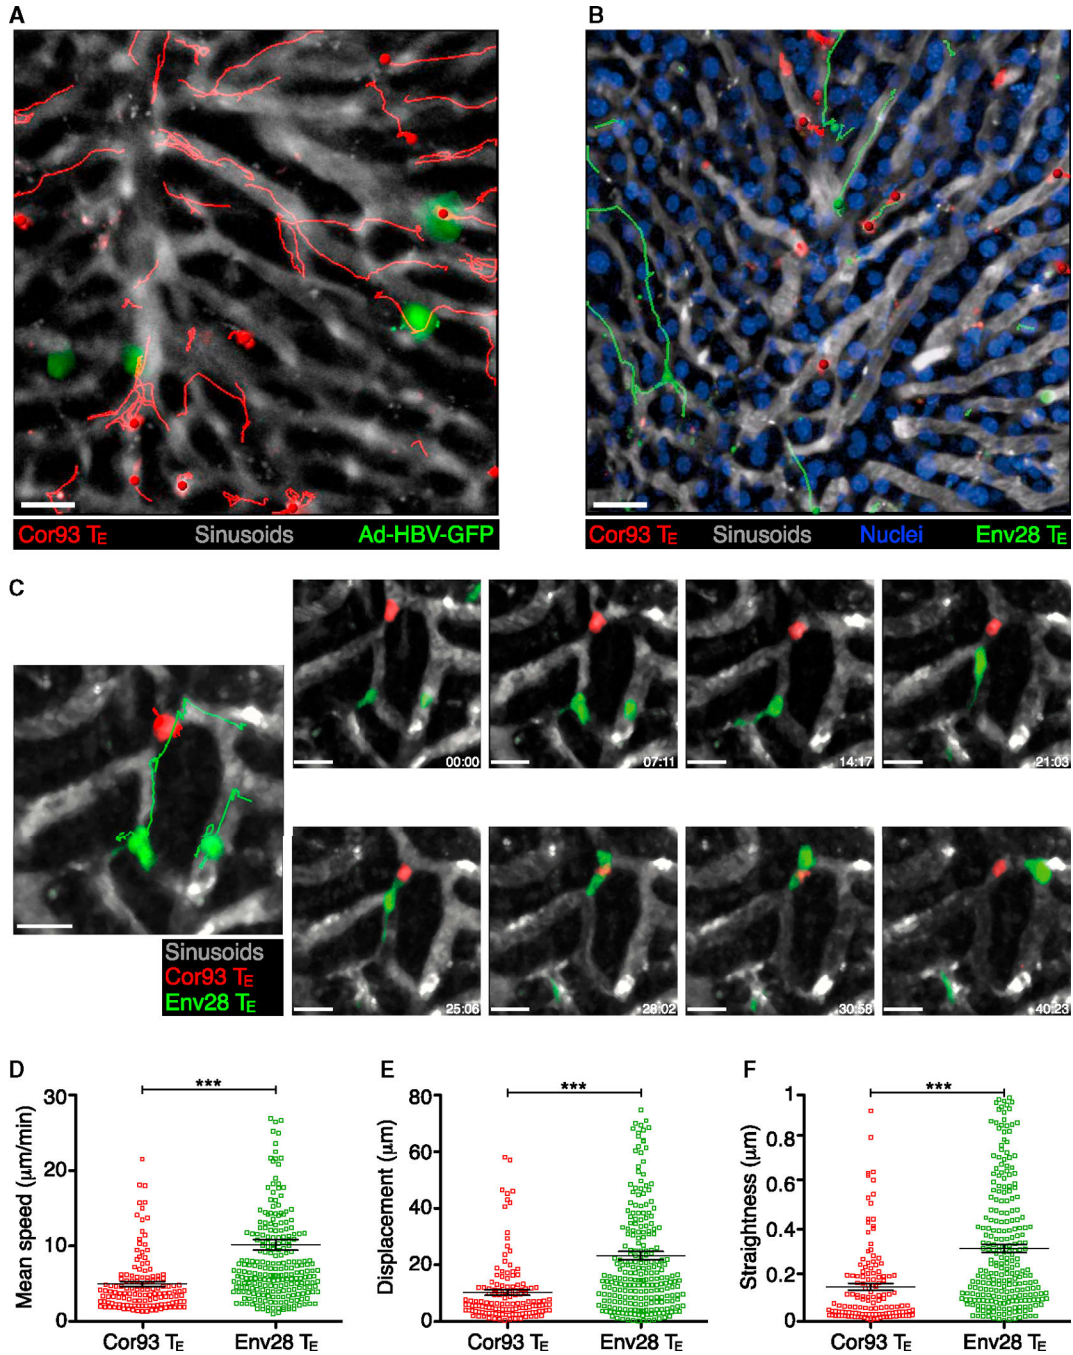 A
B
Cor93 TE Sinusoids Ad-HBV-GFP
Cor93 TE Sinusoids Nuclei Env28 TE
C
00:00 07:11 14:17 21:03
Sinusoids
Cor93 TE
Env28 TE
25:06 28:02 30:58 40:23
D
***
30
20
10
0
Mean speed (μm/min)
Cor93 TE Env28 TE
E
***
80
60
40
20
0
Displacement (μm)
Cor93 TE Env28 TE
F
***
1
0.8
0.6
0.4
0.2
0
Straightness (μm)
Cor93 TE Env28 TE